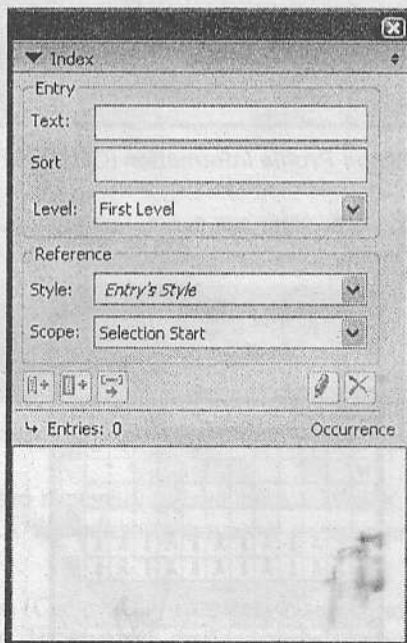 Index
Entry
Text:
Sort
Level: First Level
Reference
Style: Entry's Style
Scope: Selection Start
Entries: 0 Occurrence